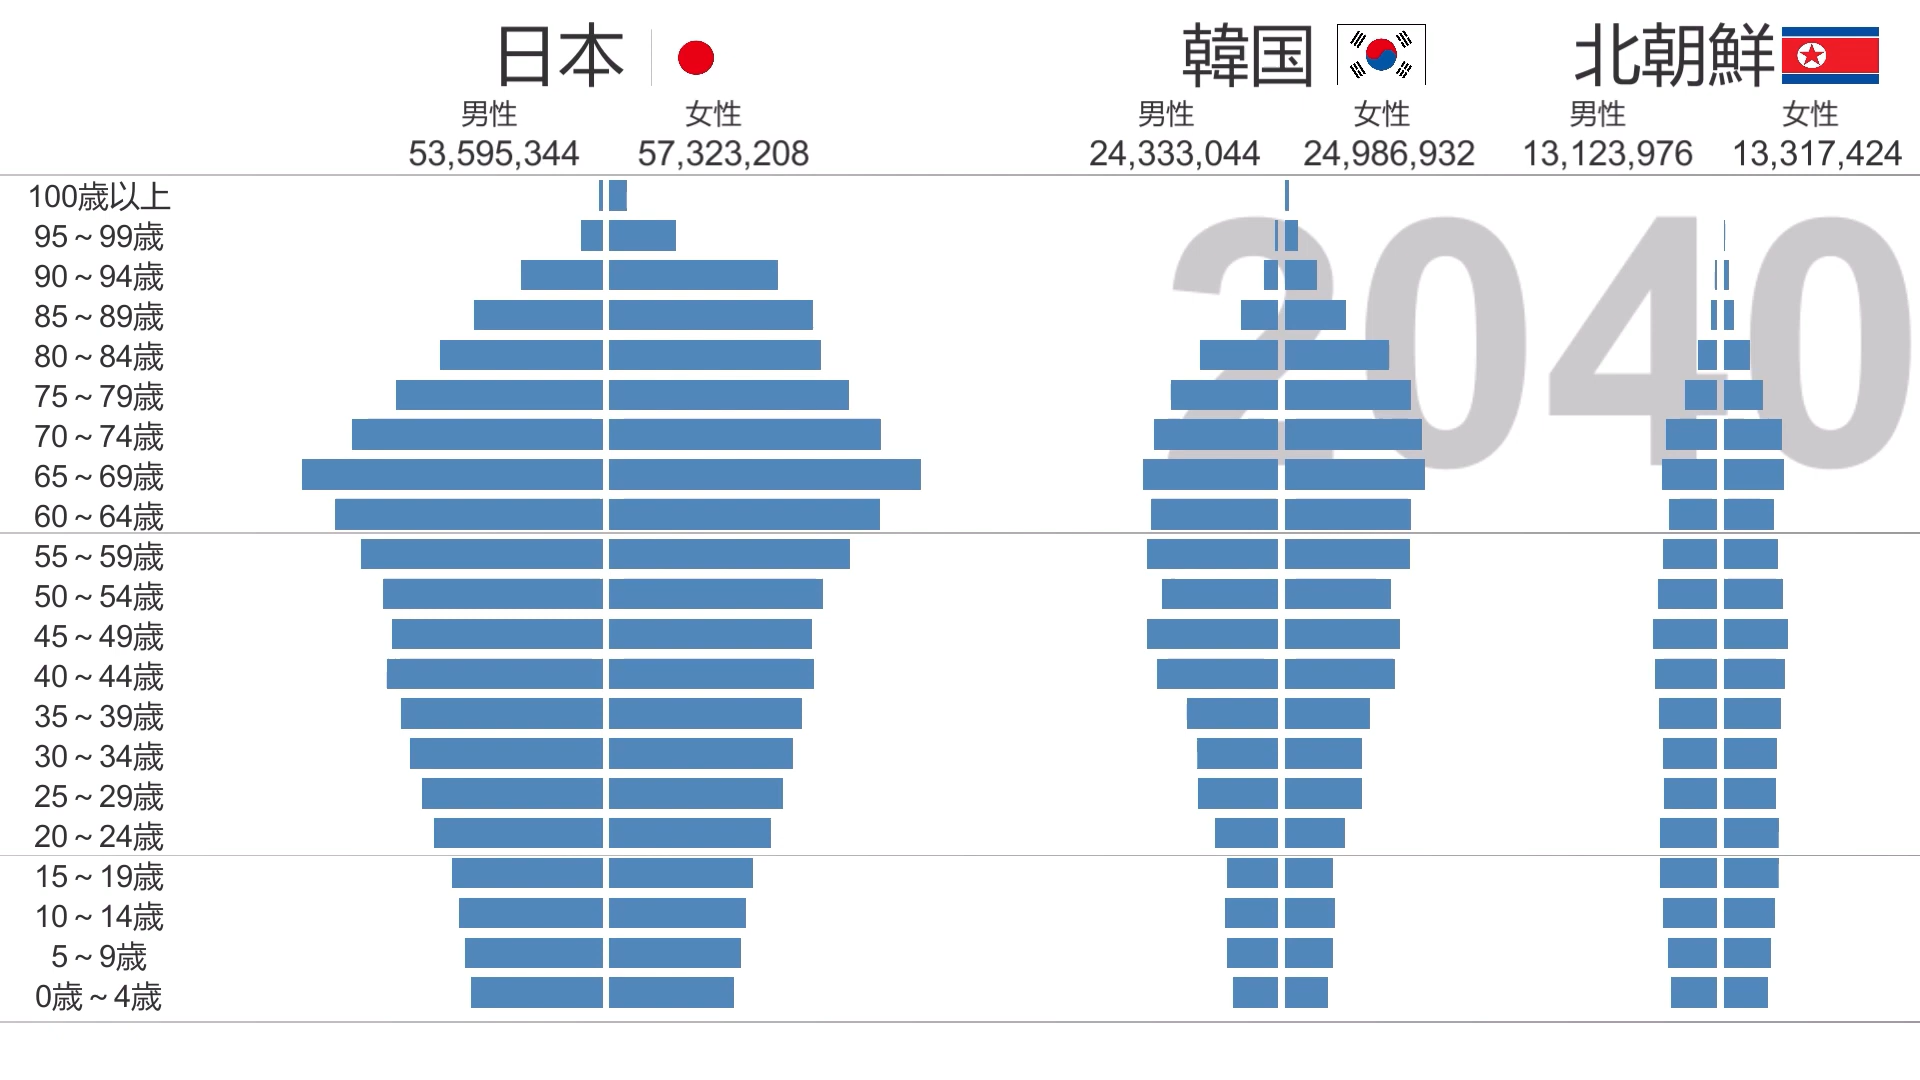 日本 韓国 北朝鮮
男性 女性 男性 女性 男性 女性
53,595,344 57,323,208 24,333,044 24,986,932 13,123,976 13,317,424
2040
100歳以上
95～99歳
90～94歳
85～89歳
80～84歳
75～79歳
70～74歳
65～69歳
60～64歳
55～59歳
50～54歳
45～49歳
40～44歳
35～39歳
30～34歳
25～29歳
20～24歳
15～19歳
10～14歳
5～9歳
0歳～4歳